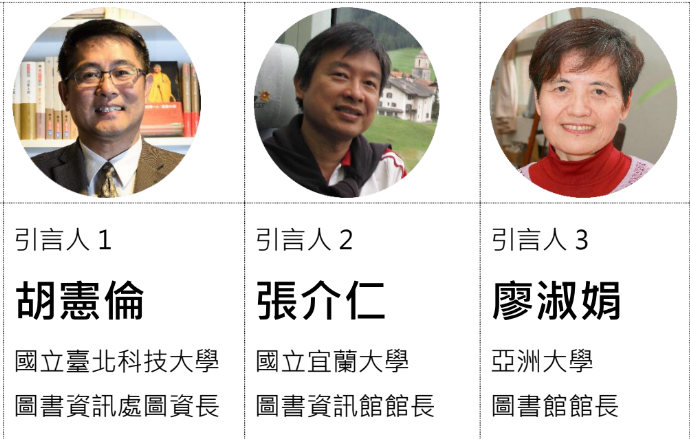 引言人 1
胡憲倫
國立臺北科技大學
圖書資訊處圖資長
引言人 2
張介仁
國立宜蘭大學
圖書資訊館館長
引言人 3
廖淑娟
亞洲大學
圖書館館長